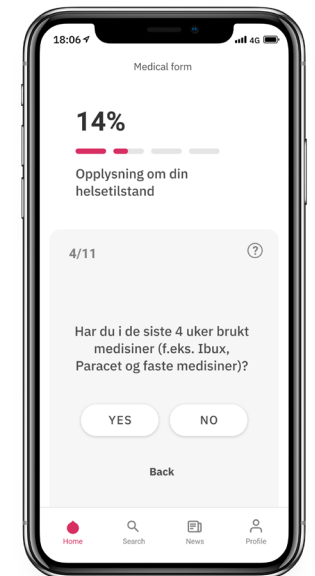 18:06
4G
Medical form
14%
Opplysning om din
helsetilstand
4/11
?
Har du i de siste 4 uker brukt
medisiner (f.eks. Ibux,
Paracet og faste medisiner)?
YES
NO
Back
Home
Search
News
Profile